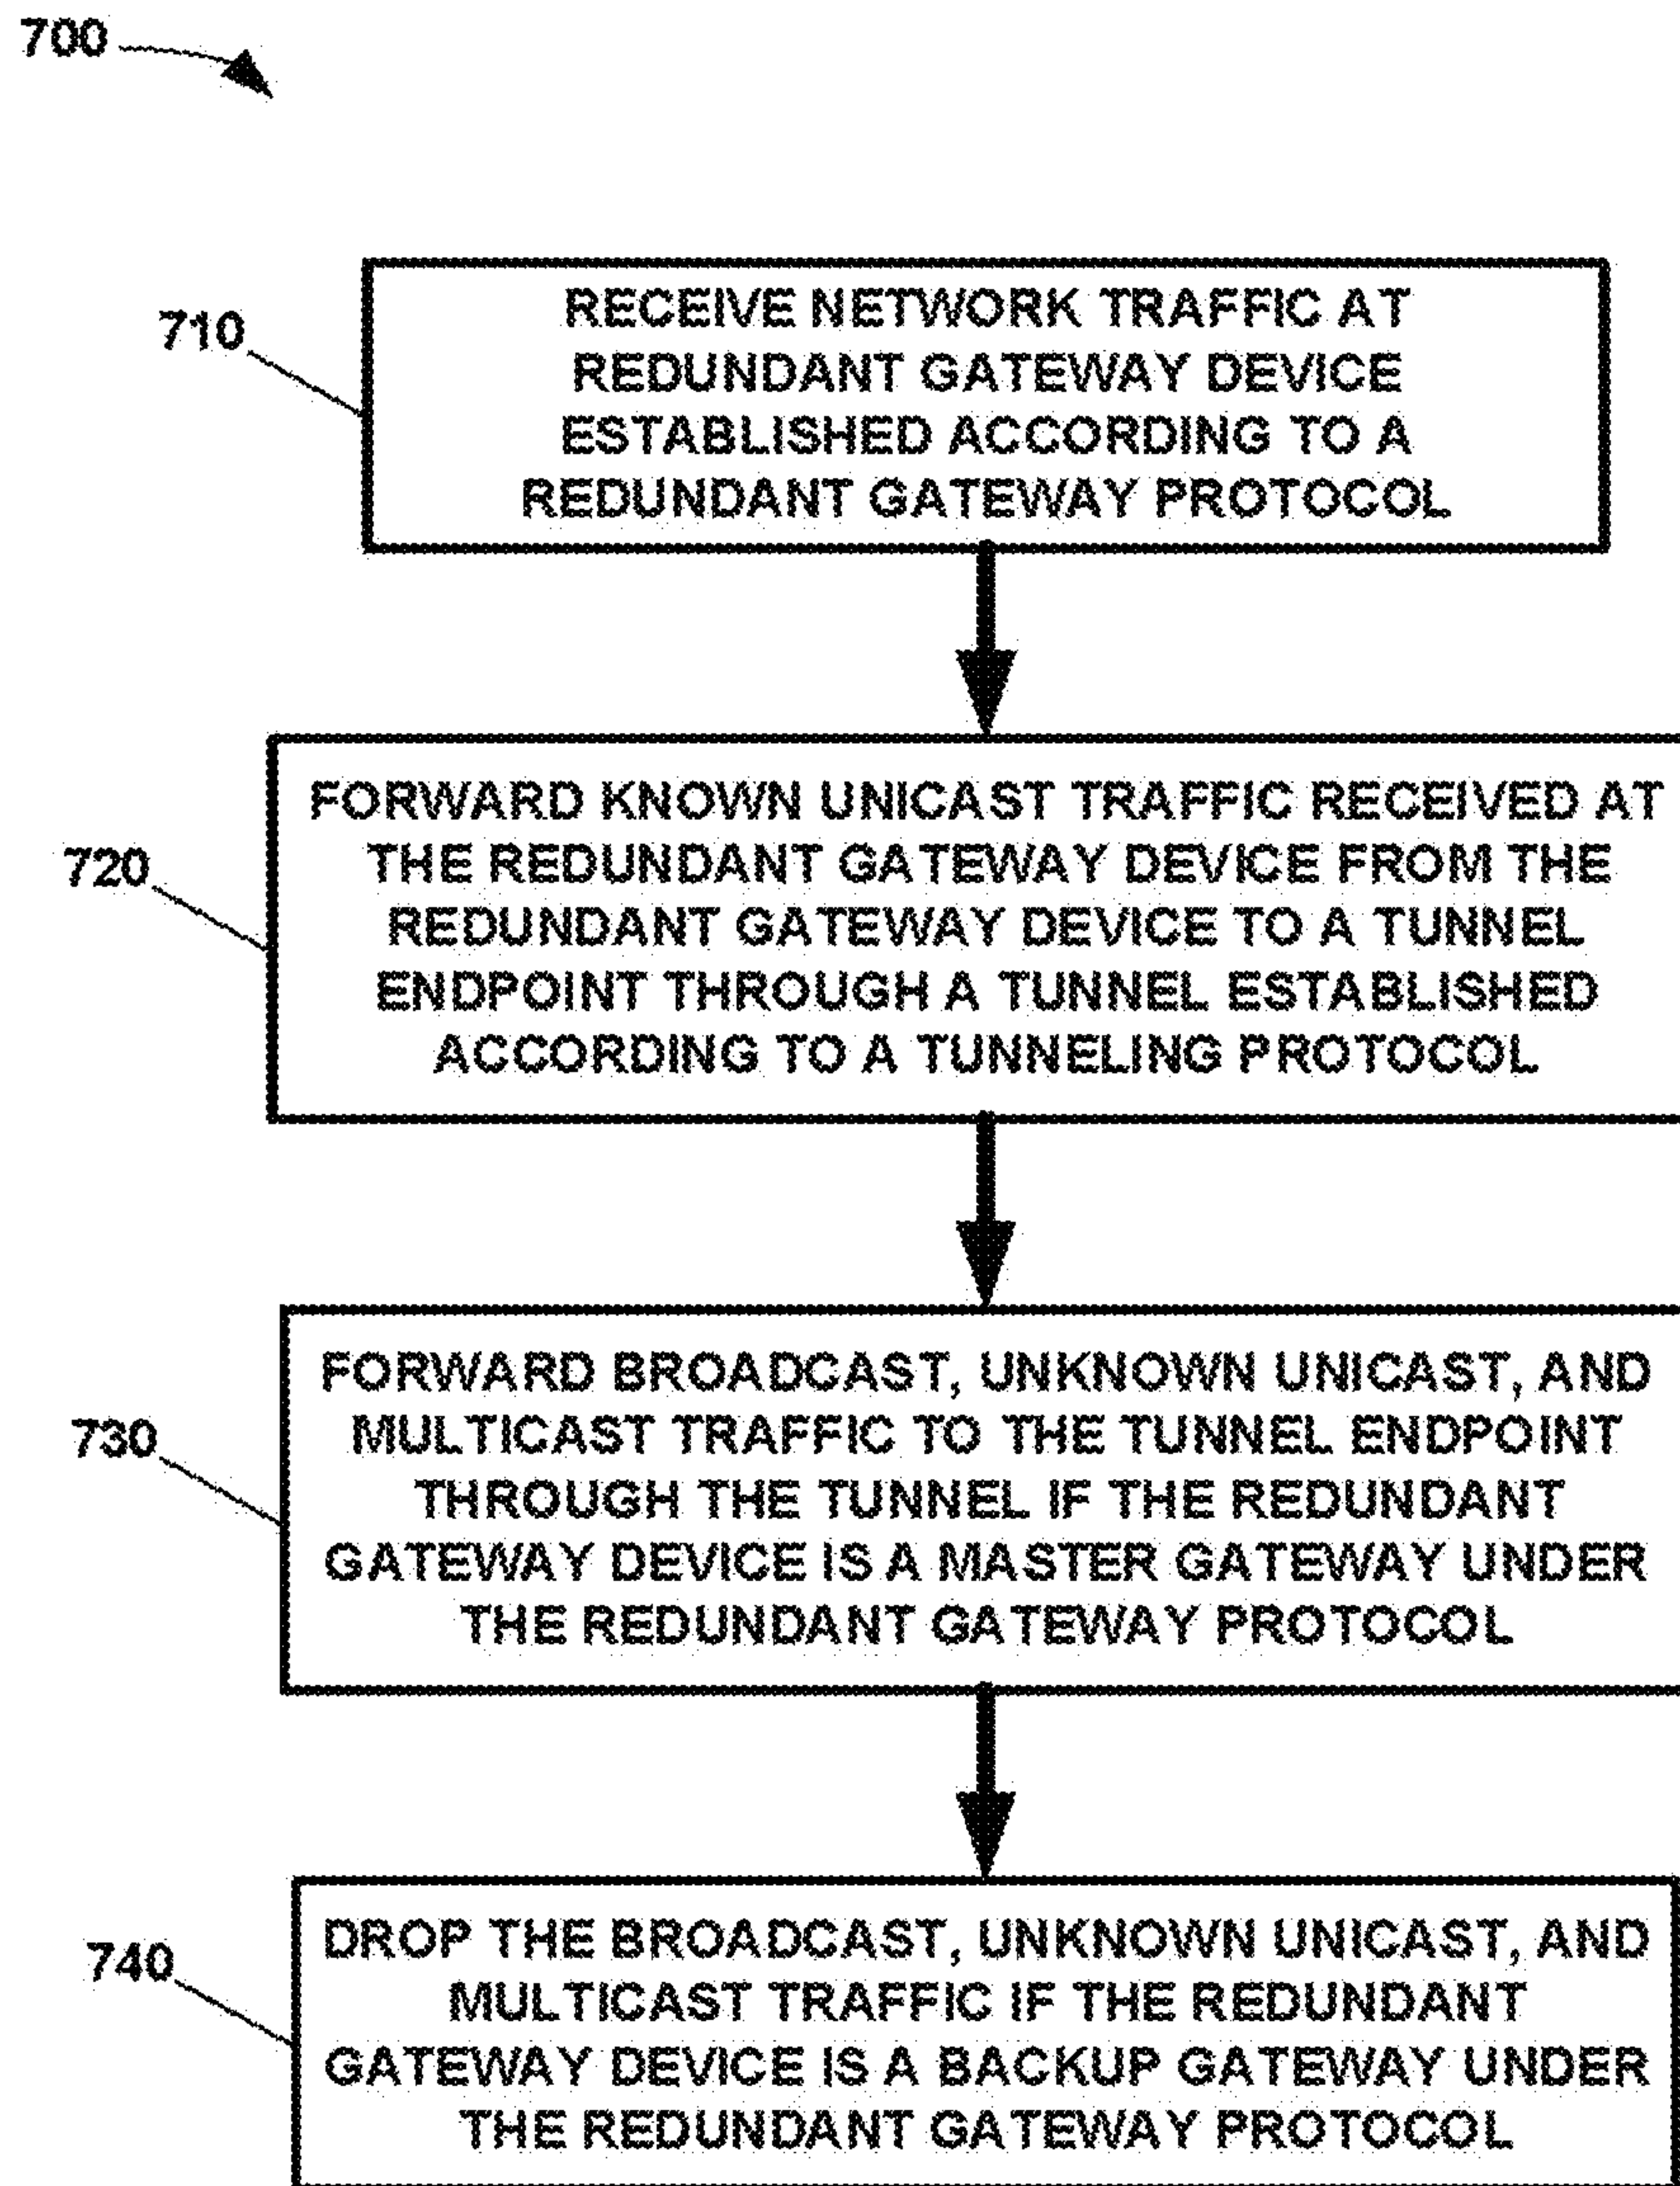 700
710
RECEIVE NETWORK TRAFFIC AT
REDUNDANT GATEWAY DEVICE
ESTABLISHED ACCORDING TO A
REDUNDANT GATEWAY PROTOCOL
720
FORWARD KNOWN UNICAST TRAFFIC RECEIVED AT
THE REDUNDANT GATEWAY DEVICE FROM THE
REDUNDANT GATEWAY DEVICE TO A TUNNEL
ENDPOINT THROUGH A TUNNEL ESTABLISHED
ACCORDING TO A TUNNELING PROTOCOL
730
FORWARD BROADCAST, UNKNOWN UNICAST, AND
MULTICAST TRAFFIC TO THE TUNNEL ENDPOINT
THROUGH THE TUNNEL IF THE REDUNDANT
GATEWAY DEVICE IS A MASTER GATEWAY UNDER
THE REDUNDANT GATEWAY PROTOCOL
740
DROP THE BROADCAST, UNKNOWN UNICAST, AND
MULTICAST TRAFFIC IF THE REDUNDANT
GATEWAY DEVICE IS A BACKUP GATEWAY UNDER
THE REDUNDANT GATEWAY PROTOCOL